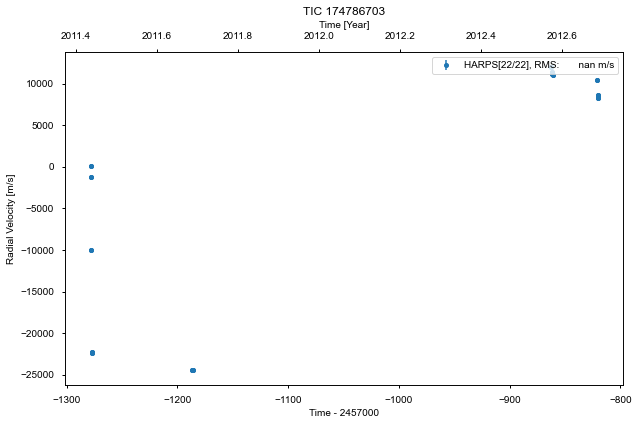 TIC 174786703
Time [Year]
2011.4 2011.6 2011.8 2012.0 2012.2 2012.4 2012.6
HARPS[22/22], RMS: nan m/s
10000
5000
0
−5000
−10000
−15000
−20000
−25000
Radial Velocity [m/s]
−1300 −1200 −1100 −1000 −900 −800
Time - 2457000